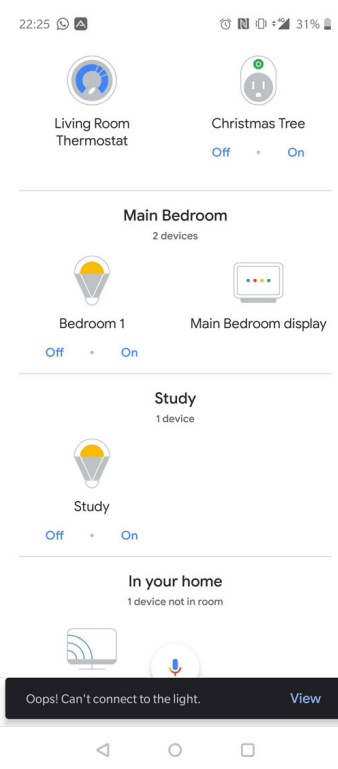 22:25 4G 31%
Living Room
Thermostat
Christmas Tree
Off On
Main Bedroom
2 devices
Bedroom 1
Main Bedroom display
Off On
Study
1 device
Study
Off On
In your home
1 device not in room
Oops! Can't connect to the light. View